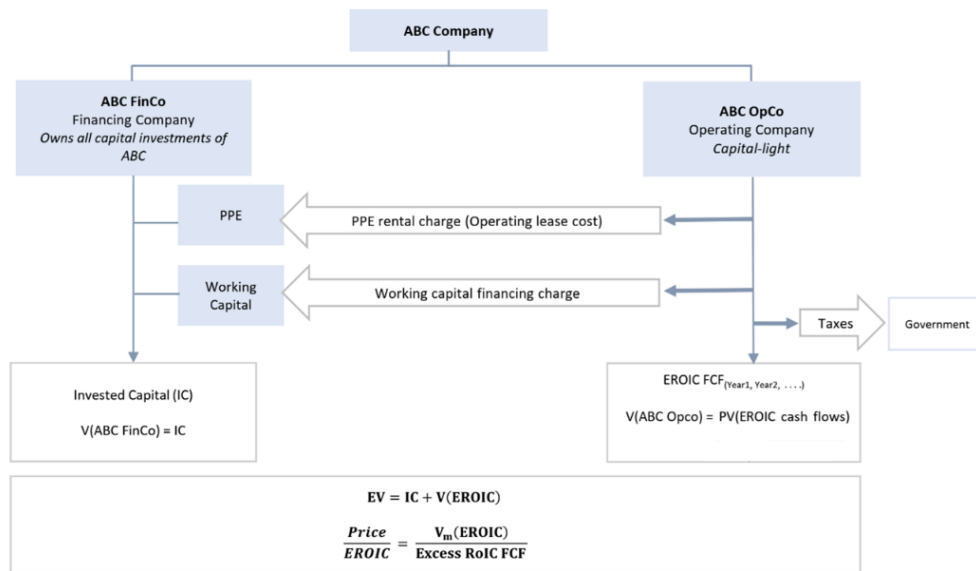 ABC Company
ABC FinCo
Financing Company
Owns all capital investments of
ABC
ABC OpCo
Operating Company
Capital-light
PPE
PPE rental charge (Operating lease cost)
Working
Capital
Working capital financing charge
Taxes
Government
Invested Capital (IC)
V(ABC FinCo) = IC
EROIC FCF(Year1, Year2, . . . .)
V(ABC Opco) = PV(EROIC cash flows)
EV = IC + V(EROIC)
Price / EROIC = Vm(EROIC) / Excess RoIC FCF